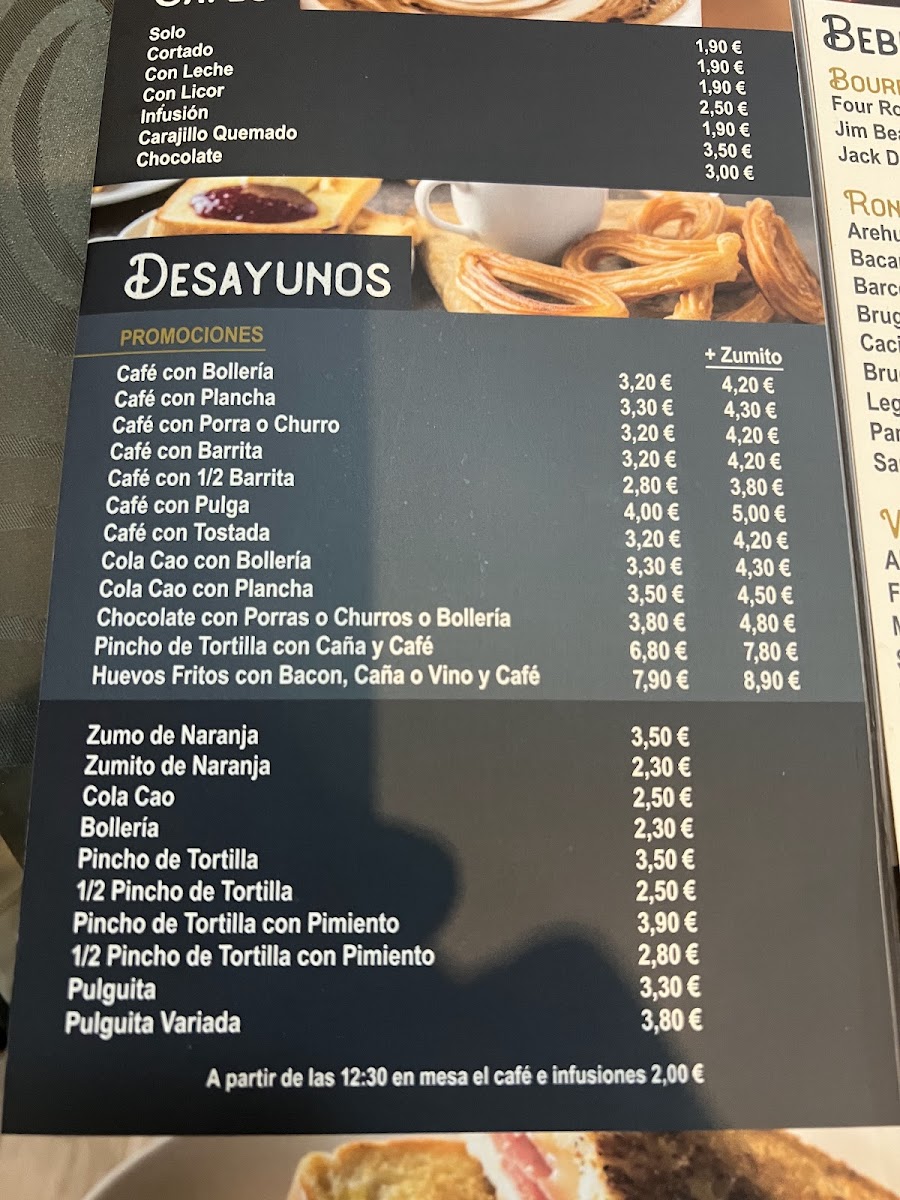 Solo 1,90 €
Cortado 1,90 €
Con Leche 1,90 €
Con Licor 2,50 €
Infusión 1,90 €
Carajillo Quemado 3,50 €
Chocolate 3,00 €
DESAYUNOS
PROMOCIONES
+ Zumito
Café con Bollería 3,20 € 4,20 €
Café con Plancha 3,30 € 4,30 €
Café con Porra o Churro 3,20 € 4,20 €
Café con Barrita 3,20 € 4,20 €
Café con 1/2 Barrita 2,80 € 3,80 €
Café con Pulga 4,00 € 5,00 €
Café con Tostada 3,20 € 4,20 €
Cola Cao con Bollería 3,30 € 4,30 €
Cola Cao con Plancha 3,50 € 4,50 €
Chocolate con Porras o Churros o Bollería 3,80 € 4,80 €
Pincho de Tortilla con Caña y Café 6,80 € 7,80 €
Huevos Fritos con Bacon, Caña o Vino y Café 7,90 € 8,90 €
Zumo de Naranja 3,50 €
Zumito de Naranja 2,30 €
Cola Cao 2,50 €
Bollería 2,30 €
Pincho de Tortilla 3,50 €
1/2 Pincho de Tortilla 2,50 €
Pincho de Tortilla con Pimiento 3,90 €
1/2 Pincho de Tortilla con Pimiento 2,80 €
Pulguita 3,30 €
Pulguita Variada 3,80 €
A partir de las 12:30 en mesa el café e infusiones 2,00 €
BEB
BOUR
Four Ro
Jim Bea
Jack D
RON
Arehu
Baca
Barc
Brug
Caci
Bru
Leg
Par
Sa